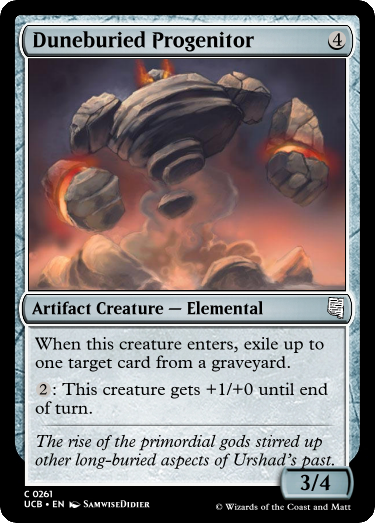 Duneburied Progenitor 4
Artifact Creature — Elemental
When this creature enters, exile up to
one target card from a graveyard.
2: This creature gets +1/+0 until end
of turn.
The rise of the primordial gods stirred up
other long-buried aspects of Urshad's past.
3/4
C 0261
UCB • EN SamwiseDidier
© Wizards of the Coast and Matt